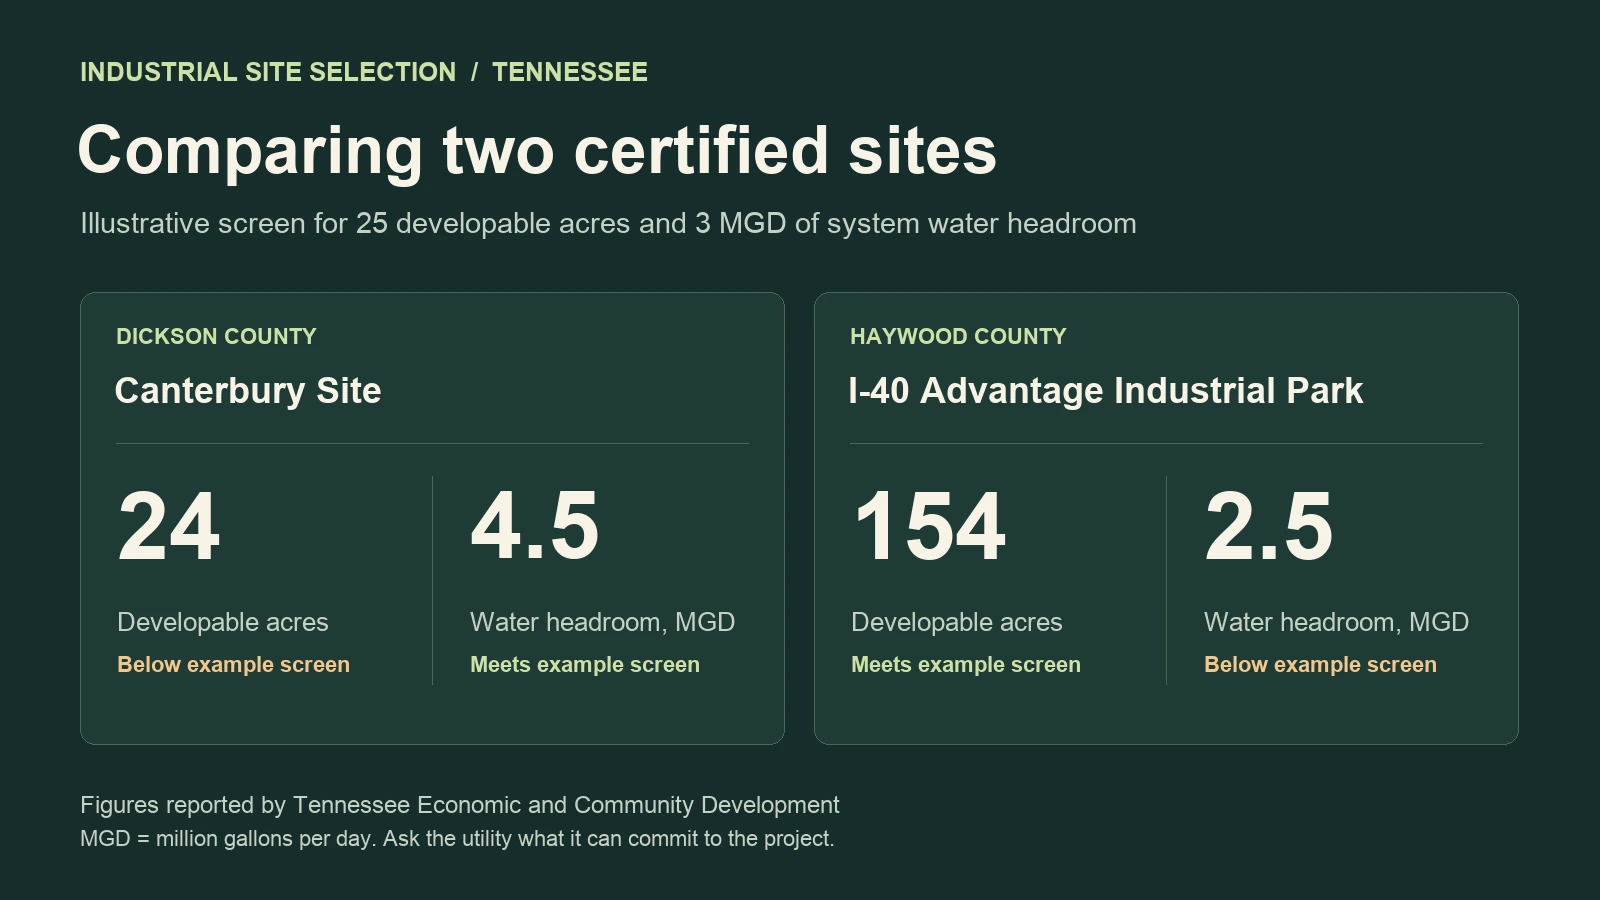 INDUSTRIAL SITE SELECTION / TENNESSEE
Comparing two certified sites
Illustrative screen for 25 developable acres and 3 MGD of system water headroom
DICKSON COUNTY
Canterbury Site
24
Developable acres
Below example screen
4.5
Water headroom, MGD
Meets example screen
HAYWOOD COUNTY
I-40 Advantage Industrial Park
154
Developable acres
Meets example screen
2.5
Water headroom, MGD
Below example screen
Figures reported by Tennessee Economic and Community Development
MGD = million gallons per day. Ask the utility what it can commit to the project.